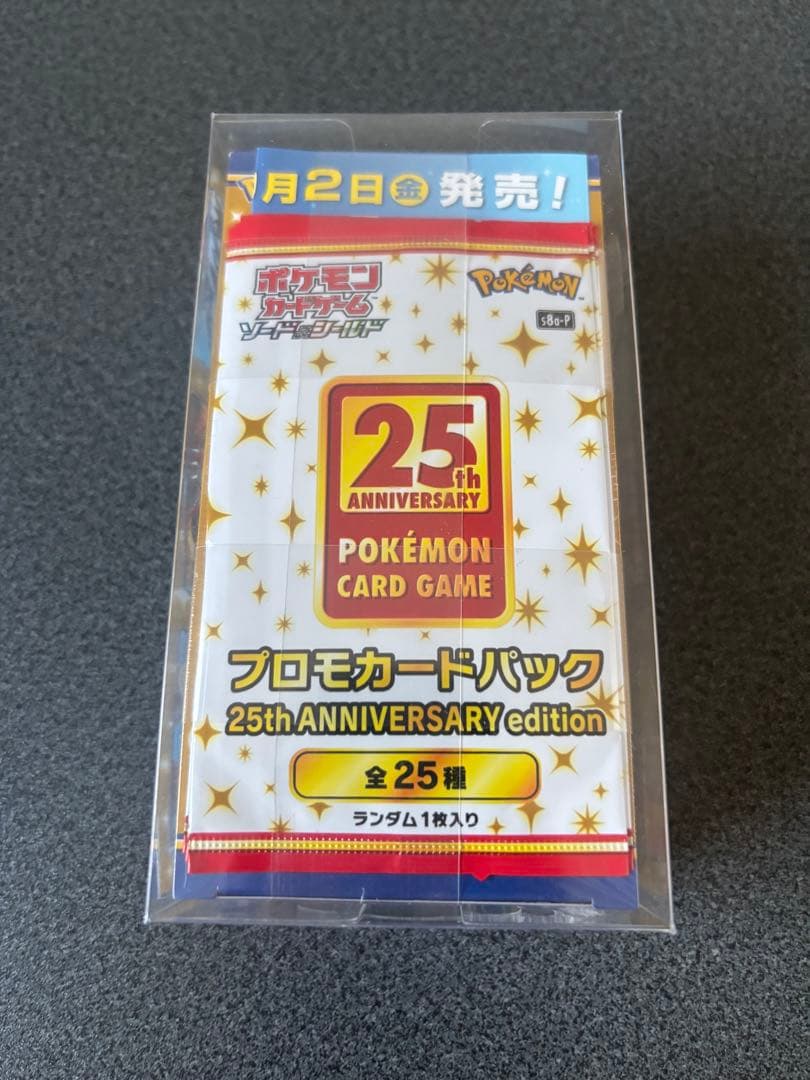 月2日金発売!
ポケモン
カードゲーム
ソード&シールド
POKÉMON
s8a-P
25th
ANNIVERSARY
POKÉMON
CARD GAME
プロモカードパック
25th ANNIVERSARY edition
全25種
ランダム1枚入り